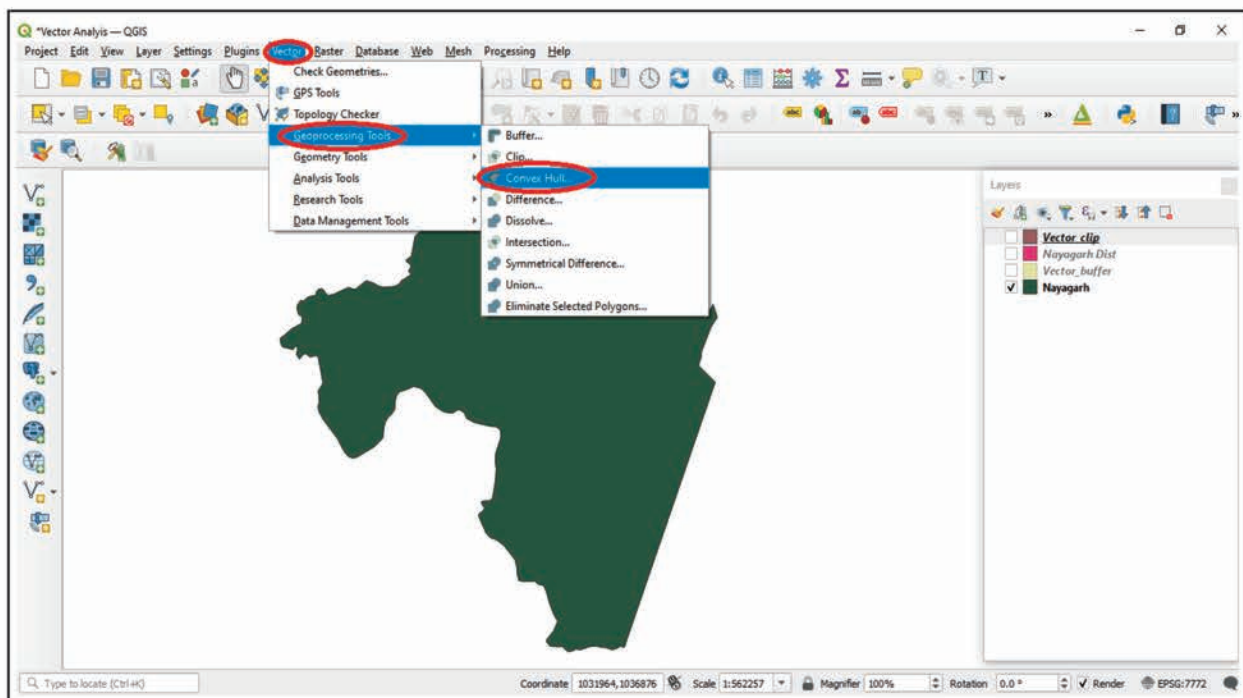 *Vector Analyis — QGIS
Project Edit View Layer Settings Plugins Vector Raster Database Web Mesh Processing Help
Check Geometries...
GPS Tools
Topology Checker
Geoprocessing Tools
Geometry Tools
Analysis Tools
Research Tools
Data Management Tools
Buffer...
Clip...
Convex Hull...
Difference...
Dissolve...
Intersection...
Symmetrical Difference...
Union...
Eliminate Selected Polygons...
abc
abc
Layers
Vector_clip
Nayagarh Dist
Vector_buffer
Nayagarh
Type to locate (Ctrl+K)
Coordinate 1031964,1036876 Scale 1:562257 Magnifier 100% Rotation 0.0 ° Render EPSG:7772